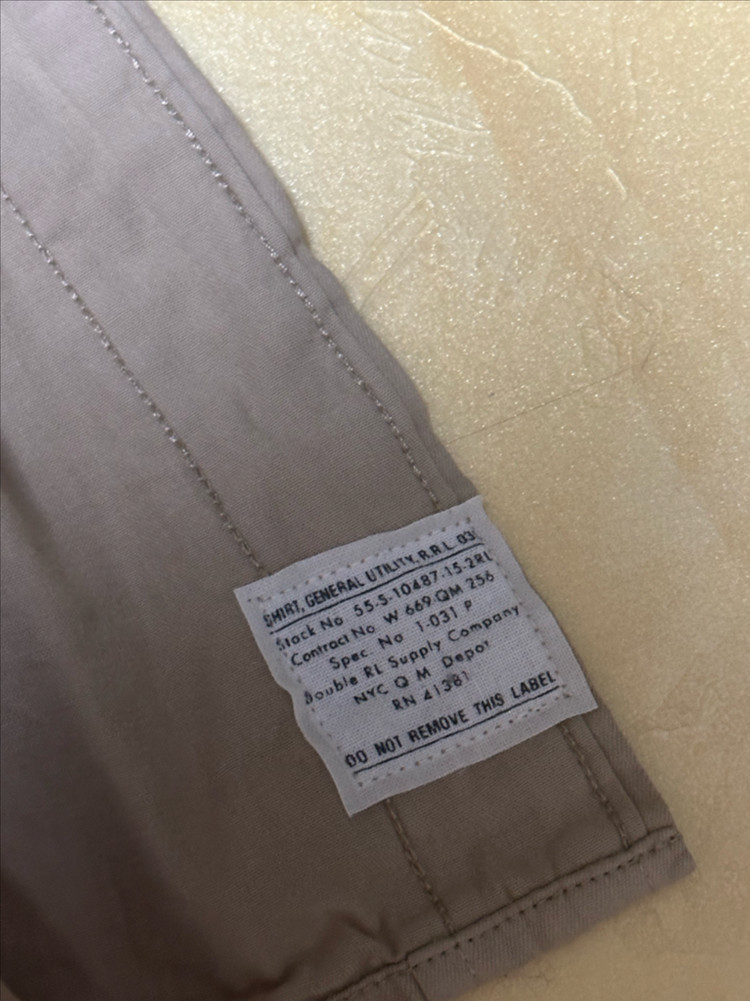 SHIRT, GENERAL UTILITY, R.R.L. 03
Stock No. 55-S-10487-15-2RL
Contract No. W 669 QM 256
Spec. No. 1-031 P
Double RL Supply Company
NYC Q M Depot
RN 41381
DO NOT REMOVE THIS LABEL